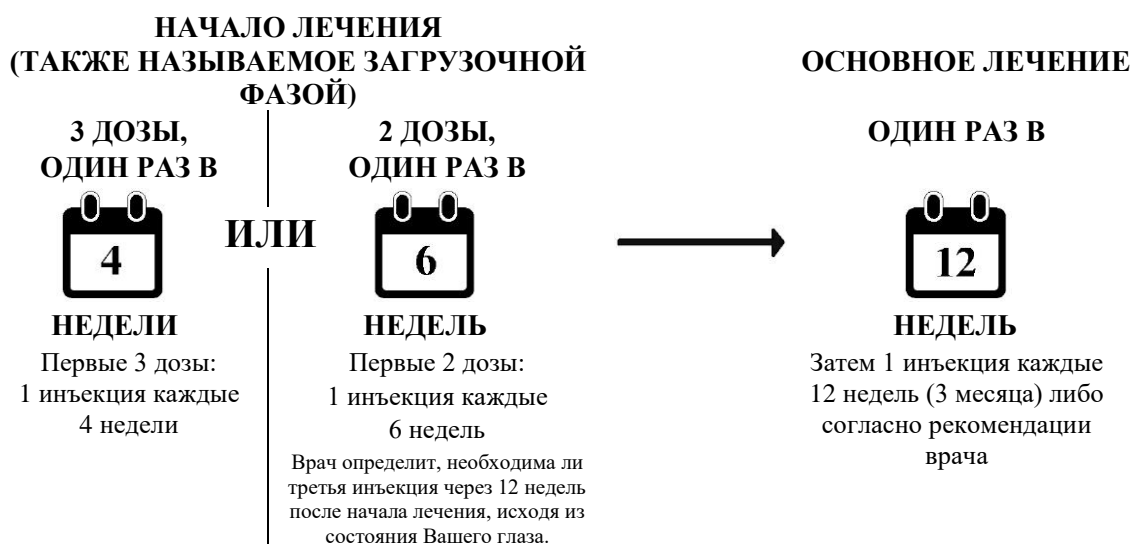 НАЧАЛО ЛЕЧЕНИЯ
(ТАКЖЕ НАЗЫВАЕМОЕ ЗАГРУЗОЧНОЙ
ФАЗОЙ)
3 ДОЗЫ,
ОДИН РАЗ В
4
НЕДЕЛИ
Первые 3 дозы:
1 инъекция каждые
4 недели
ИЛИ
2 ДОЗЫ,
ОДИН РАЗ В
6
НЕДЕЛЬ
Первые 2 дозы:
1 инъекция каждые
6 недель
Врач определит, необходима ли
третья инъекция через 12 недель
после начала лечения, исходя из
состояния Вашего глаза.
ОСНОВНОЕ ЛЕЧЕНИЕ
ОДИН РАЗ В
12
НЕДЕЛЬ
Затем 1 инъекция каждые
12 недель (3 месяца) либо
согласно рекомендации
врача